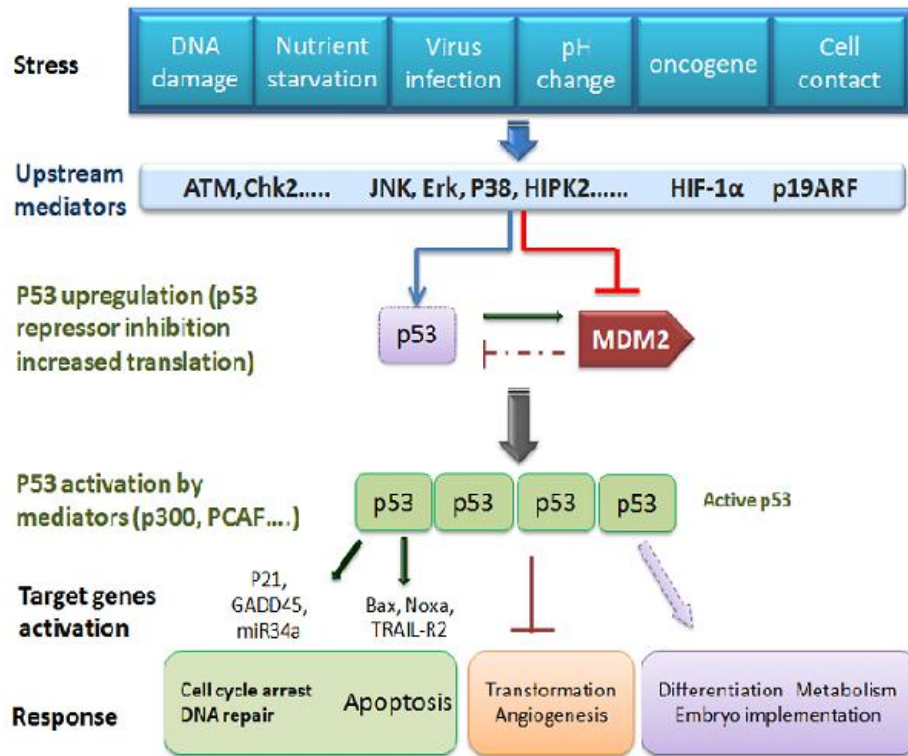 Stress
DNA
damage
Nutrient
starvation
Virus
infection
pH
change
oncogene
Cell
contact
Upstream
mediators
ATM,Chk2.....
JNK, Erk, P38, HIPK2......
HIF-1α
p19ARF
P53 upregulation (p53
repressor inhibition
increased translation)
p53
MDM2
P53 activation by
mediators (p300, PCAF....)
p53
p53
p53
p53
Active p53
Target genes
activation
P21,
GADD45,
miR34a
Bax, Noxa,
TRAIL-R2
Response
Cell cycle arrest
DNA repair
Apoptosis
Transformation
Angiogenesis
Differentiation Metabolism
Embryo implementation